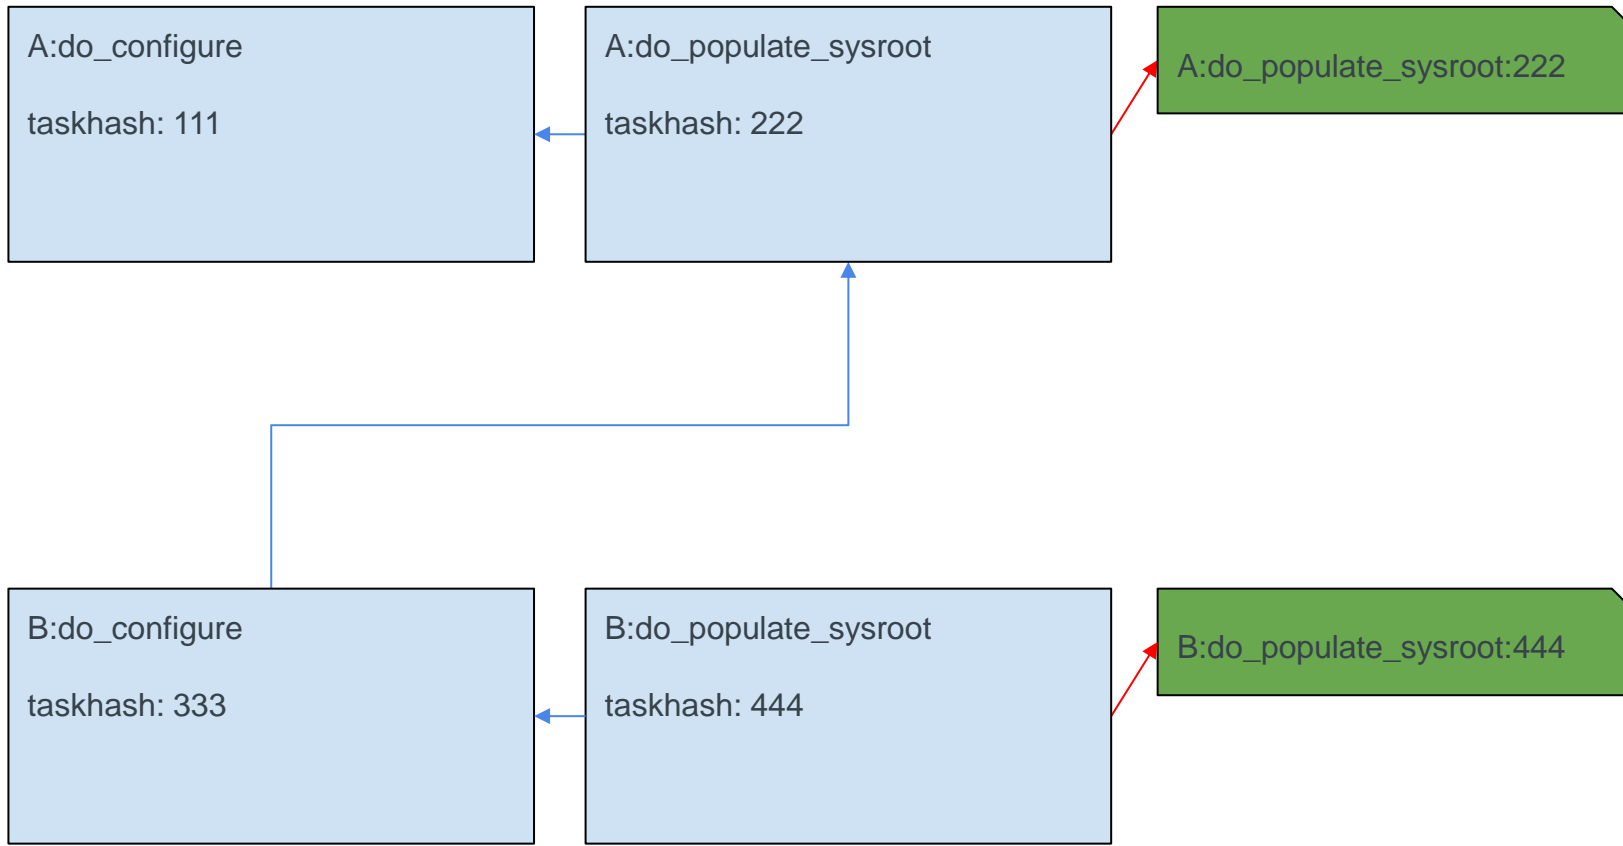 A:do_configure
taskhash: 111
A:do_populate_sysroot
taskhash: 222
A:do_populate_sysroot:222
B:do_configure
taskhash: 333
B:do_populate_sysroot
taskhash: 444
B:do_populate_sysroot:444